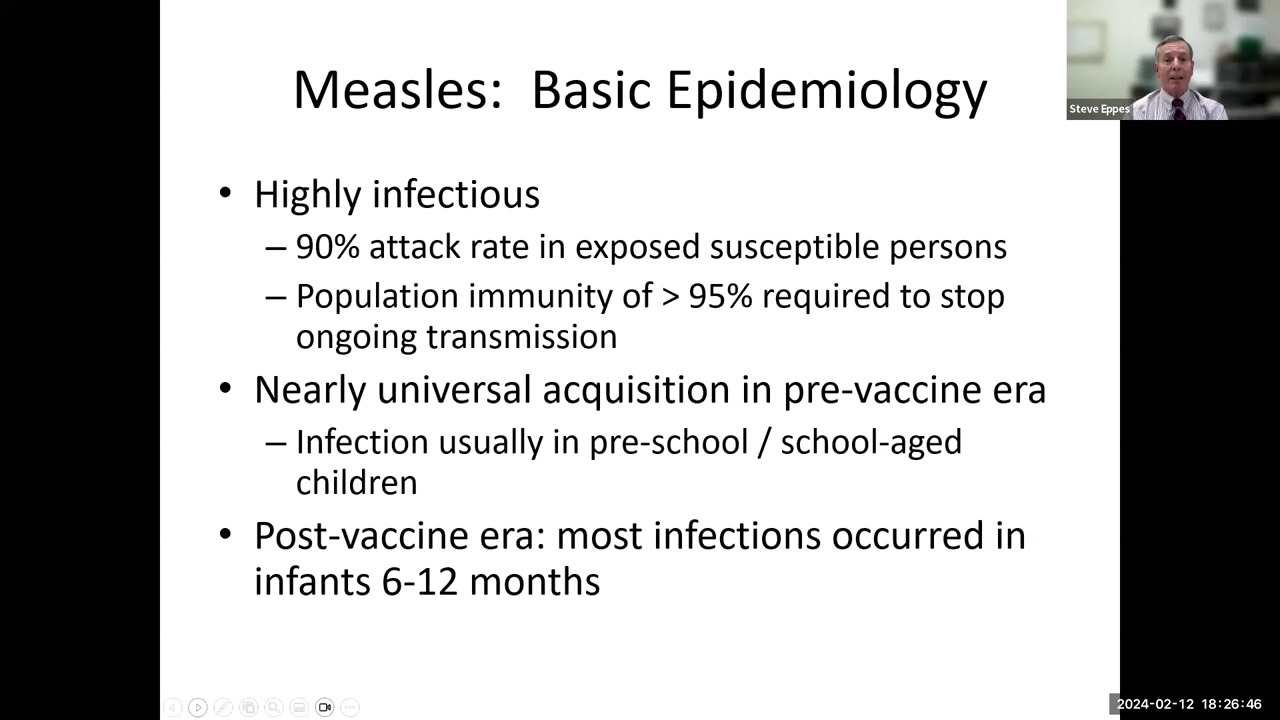 Measles: Basic Epidemiology
Steve Eppes
• Highly infectious
– 90% attack rate in exposed susceptible persons
– Population immunity of > 95% required to stop
ongoing transmission
• Nearly universal acquisition in pre-vaccine era
– Infection usually in pre-school / school-aged
children
• Post-vaccine era: most infections occurred in
infants 6-12 months
2024-02-12 18:26:46